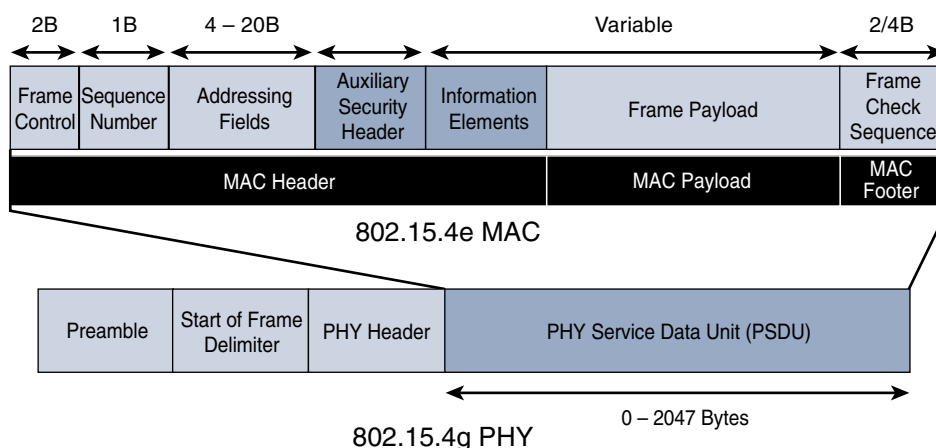 2B 1B 4 – 20B Variable 2/4B
Frame Control
Sequence Number
Addressing Fields
Auxiliary Security Header
Information Elements
Frame Payload
Frame Check Sequence
MAC Header
MAC Payload
MAC Footer
802.15.4e MAC
Preamble
Start of Frame Delimiter
PHY Header
PHY Service Data Unit (PSDU)
0 – 2047 Bytes
802.15.4g PHY